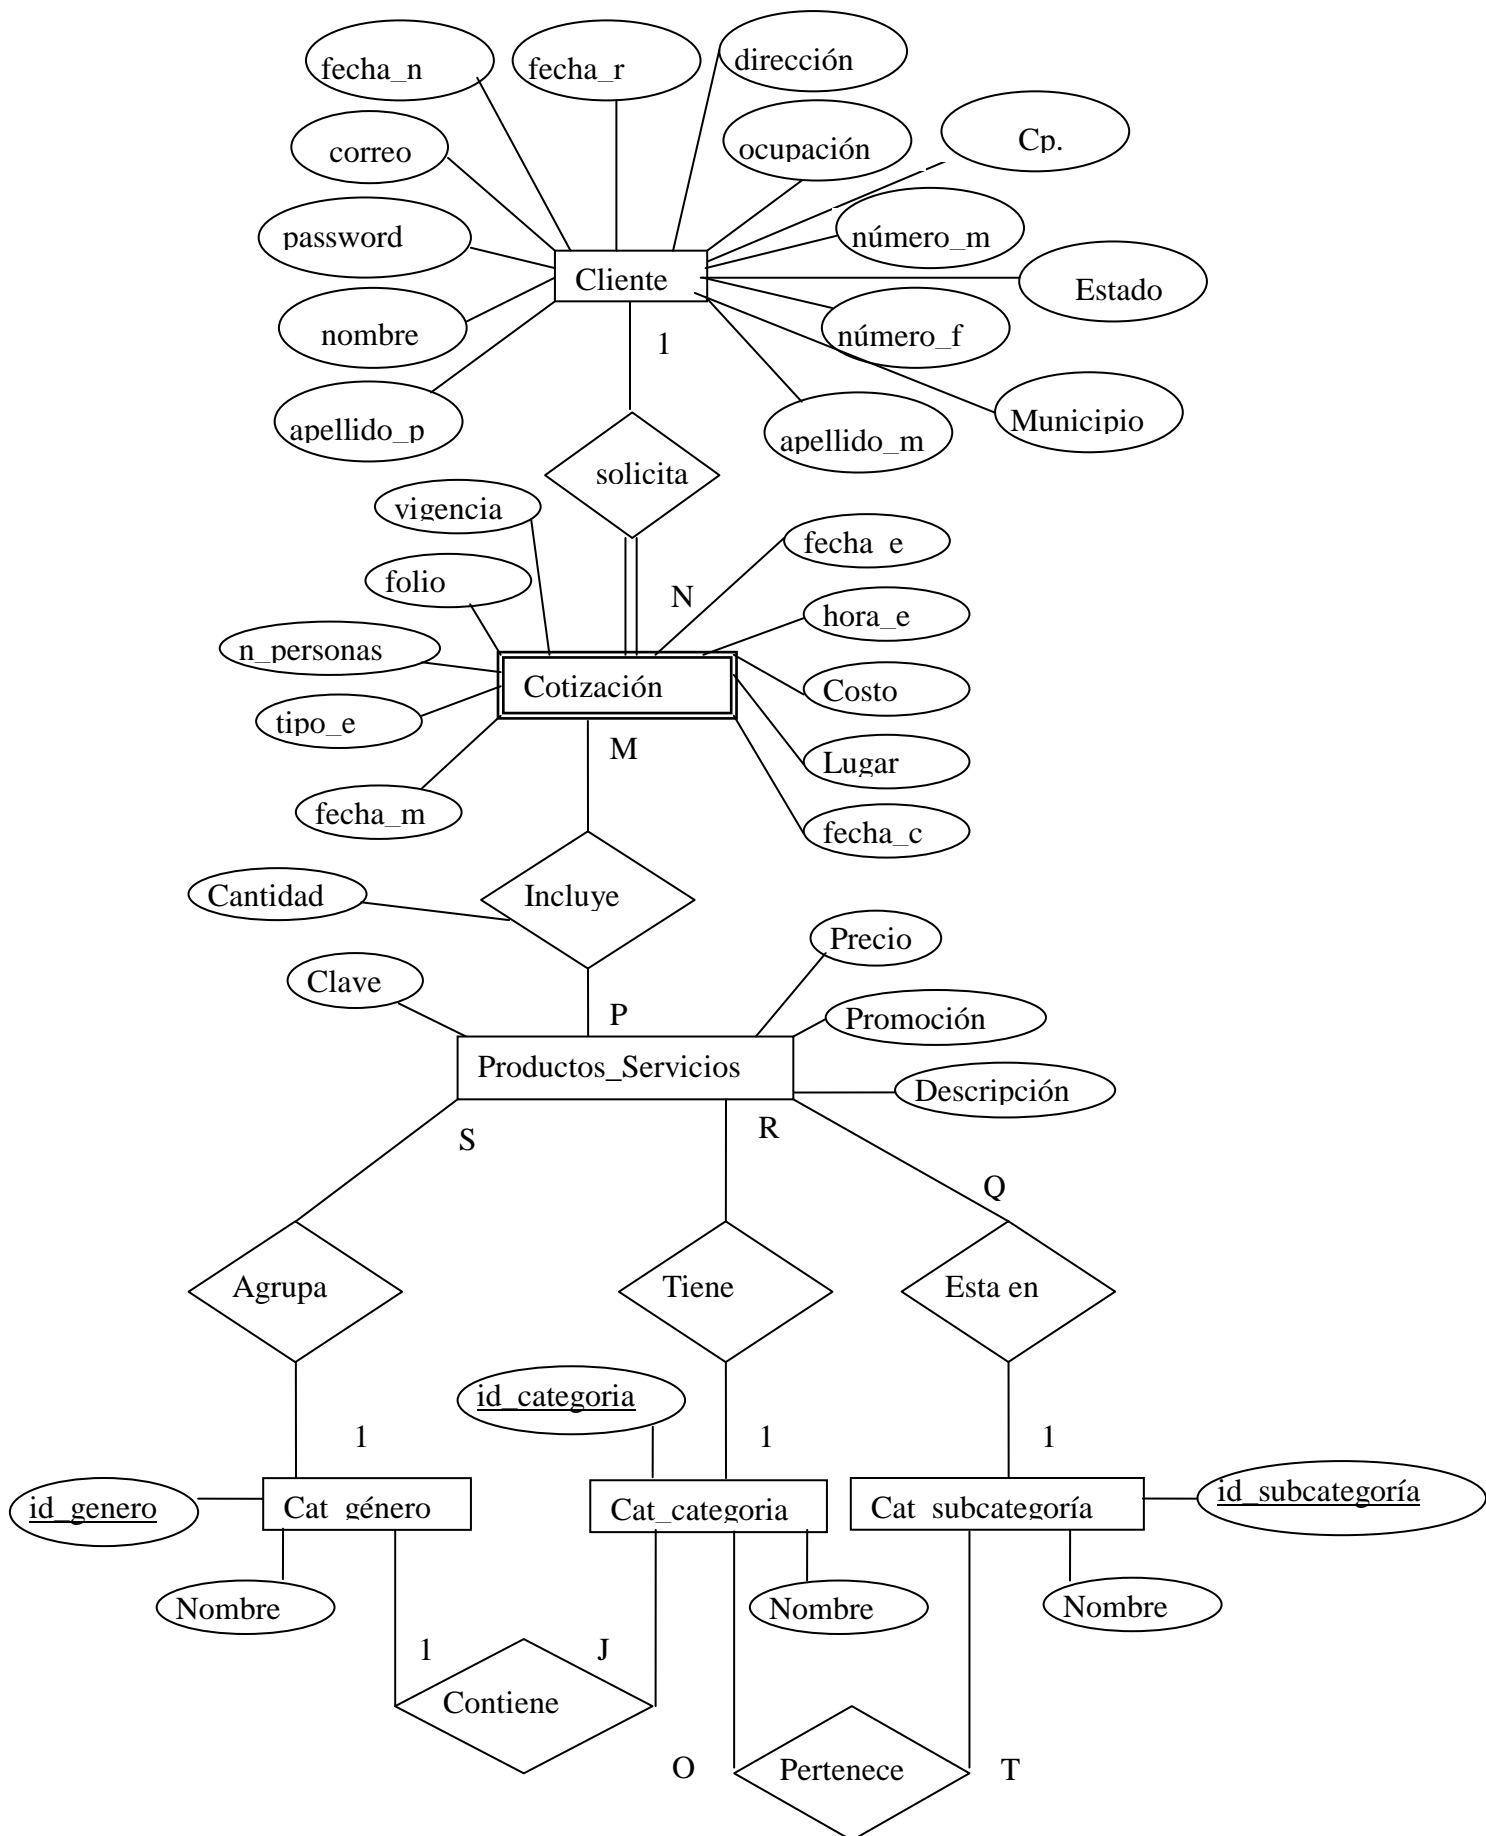 fecha_n
fecha_r
dirección
correo
ocupación
Cp.
password
número_m
Cliente
Estado
nombre
número_f
1
apellido_p
apellido_m
Municipio
solicita
vigencia
fecha_e
folio
N
hora_e
n_personas
Cotización
Costo
tipo_e
M
Lugar
fecha_m
fecha_c
Cantidad
Incluye
Precio
Clave
P
Promoción
Productos_Servicios
Descripción
S
R
Q
Agrupa
Tiene
Esta en
id_categoria
1
1
1
id_genero
Cat_género
Cat_categoria
Cat_subcategoría
id_subcategoría
Nombre
Nombre
Nombre
1
J
Contiene
O
Pertenece
T